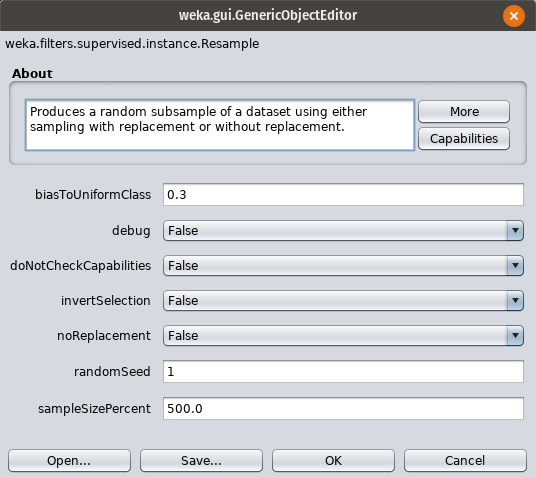 weka.gui.GenericObjectEditor
weka.filters.supervised.instance.Resample
About
Produces a random subsample of a dataset using either
sampling with replacement or without replacement.
More
Capabilities
biasToUniformClass 0.3
debug False
doNotCheckCapabilities False
invertSelection False
noReplacement False
randomSeed 1
sampleSizePercent 500.0
Open... Save... OK Cancel